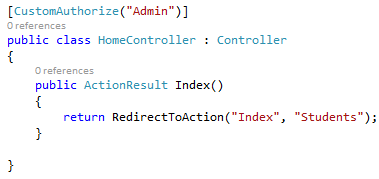 [CustomAuthorize("Admin")]
0 references
public class HomeController : Controller
{
0 references
public ActionResult Index()
{
return RedirectToAction("Index", "Students");
}
}